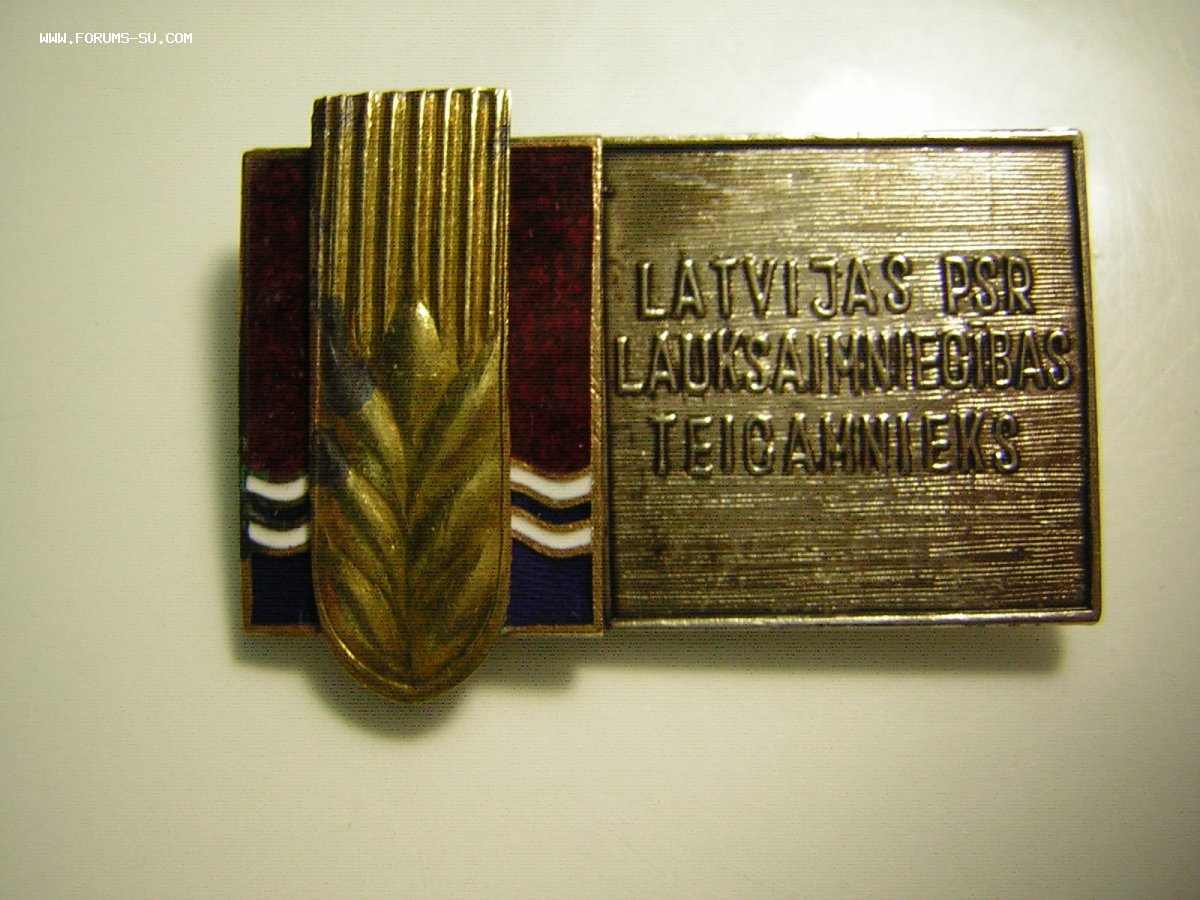 WWW.FORUMS-SU.COM
LATVIJAS PSR
LAUKSAIMNIECĪBAS
TEICAMNIEKS